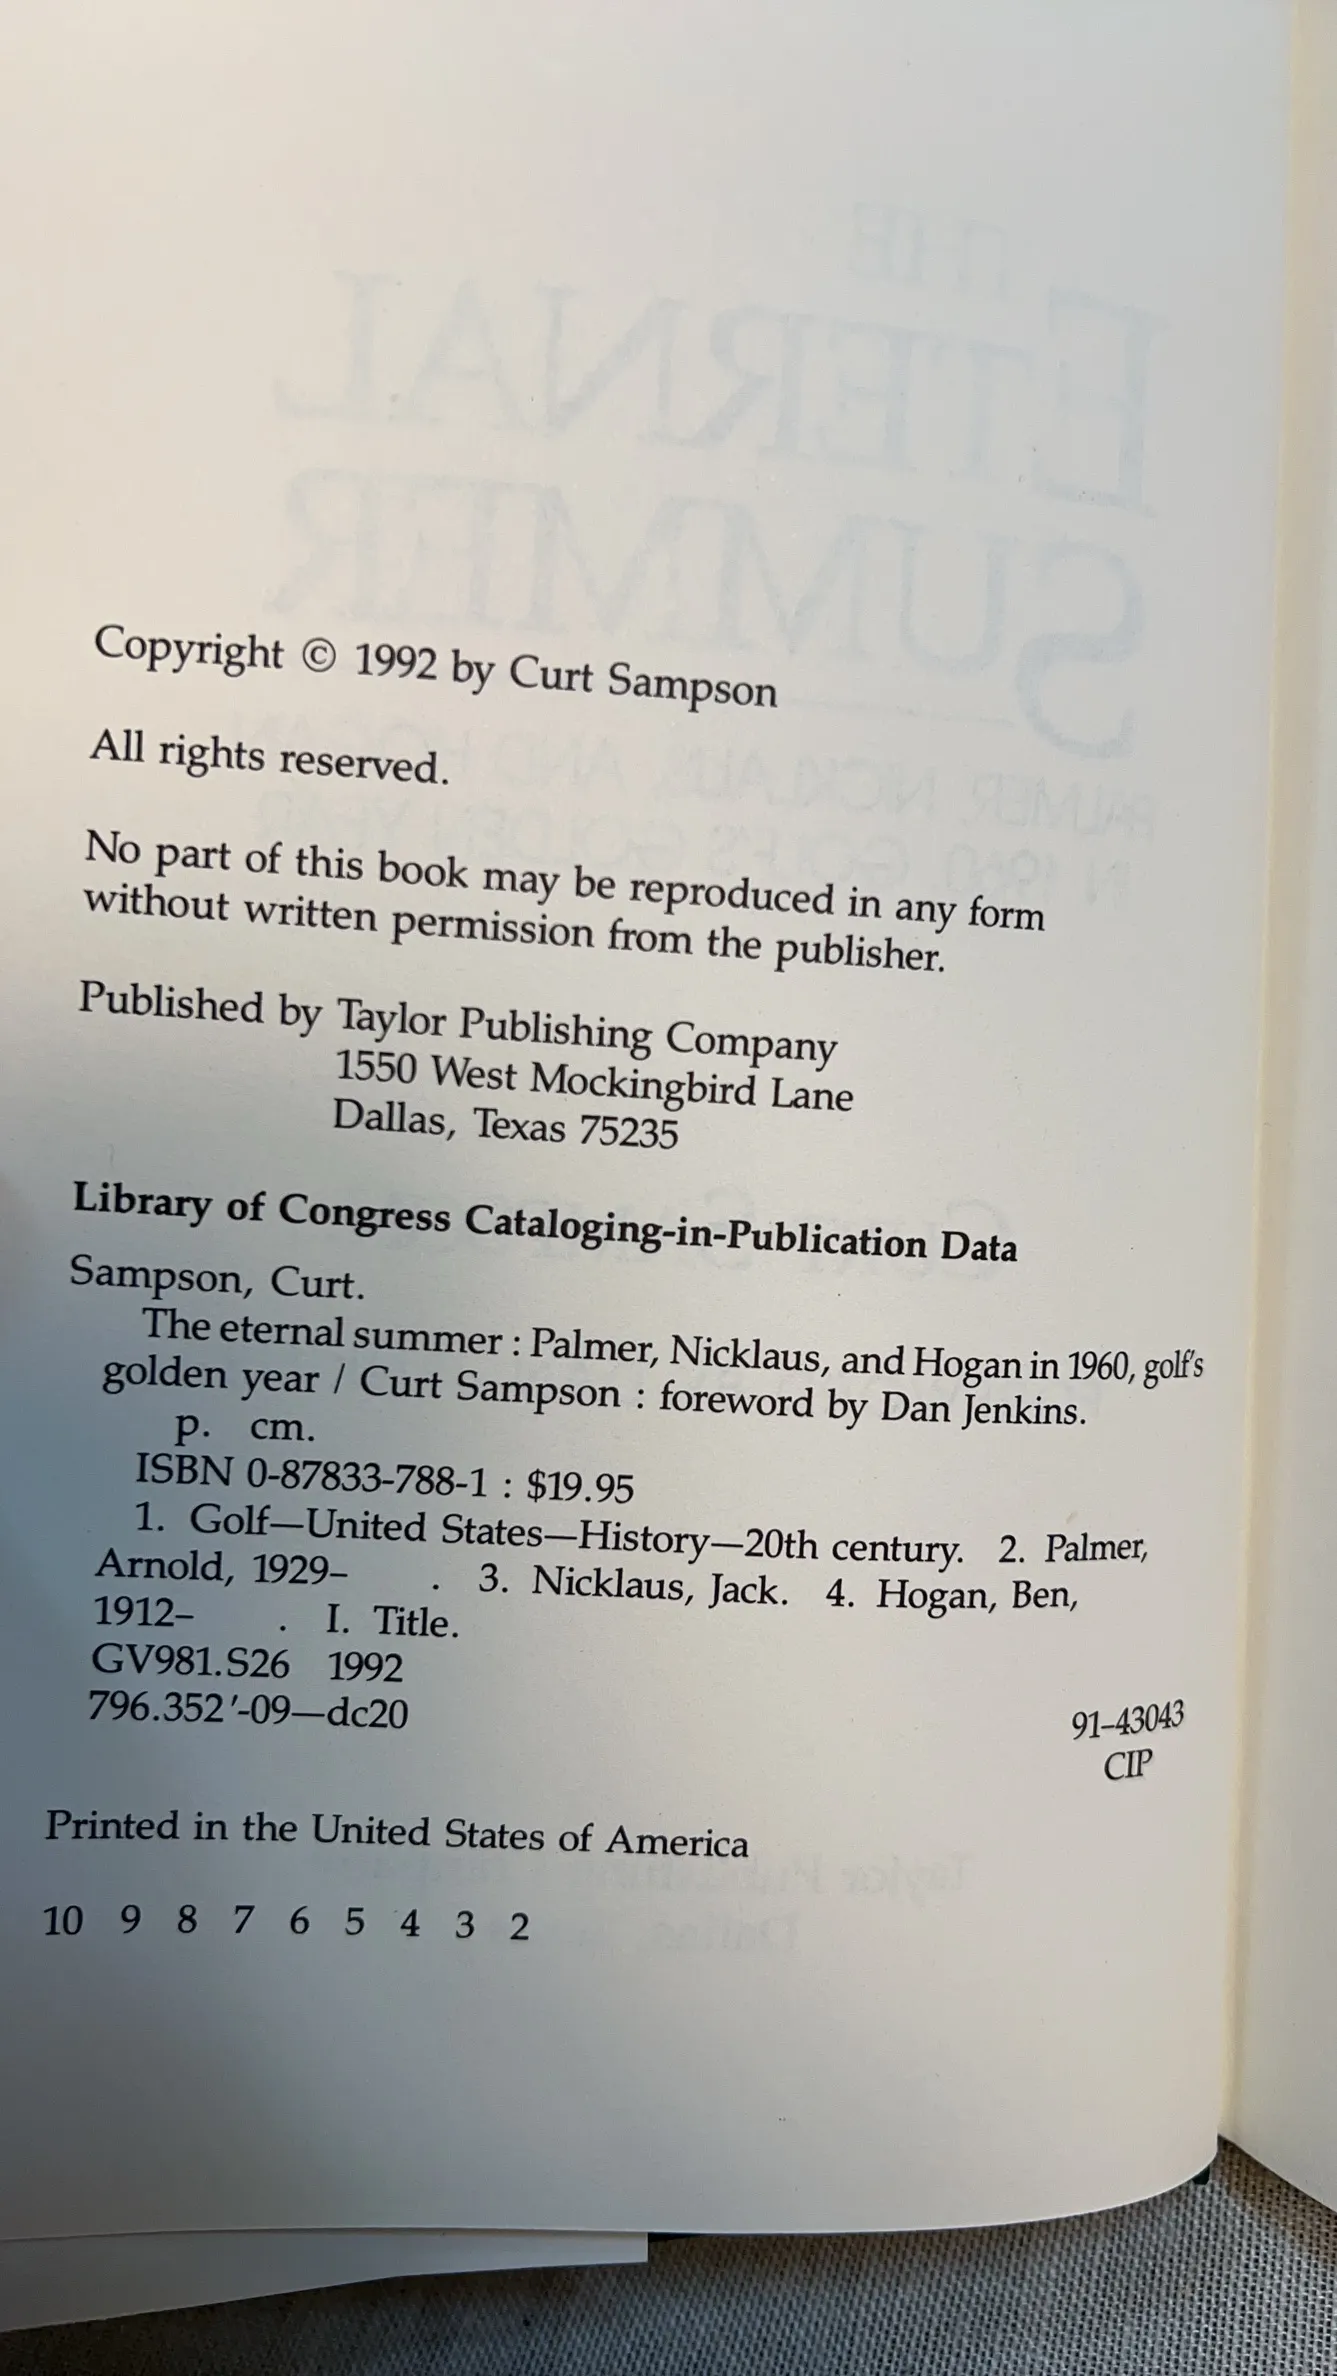 Copyright © 1992 by Curt Sampson
All rights reserved.
No part of this book may be reproduced in any form
without written permission from the publisher.
Published by Taylor Publishing Company
1550 West Mockingbird Lane
Dallas, Texas 75235
Library of Congress Cataloging-in-Publication Data
Sampson, Curt.
The eternal summer : Palmer, Nicklaus, and Hogan in 1960, golf's
golden year / Curt Sampson : foreword by Dan Jenkins.
p. cm.
ISBN 0-87833-788-1 : $19.95
1. Golf—United States—History—20th century. 2. Palmer,
Arnold, 1929– . 3. Nicklaus, Jack. 4. Hogan, Ben,
1912– . I. Title.
GV981.S26 1992
796.352'-09—dc20
91–43043
CIP
Printed in the United States of America
10 9 8 7 6 5 4 3 2